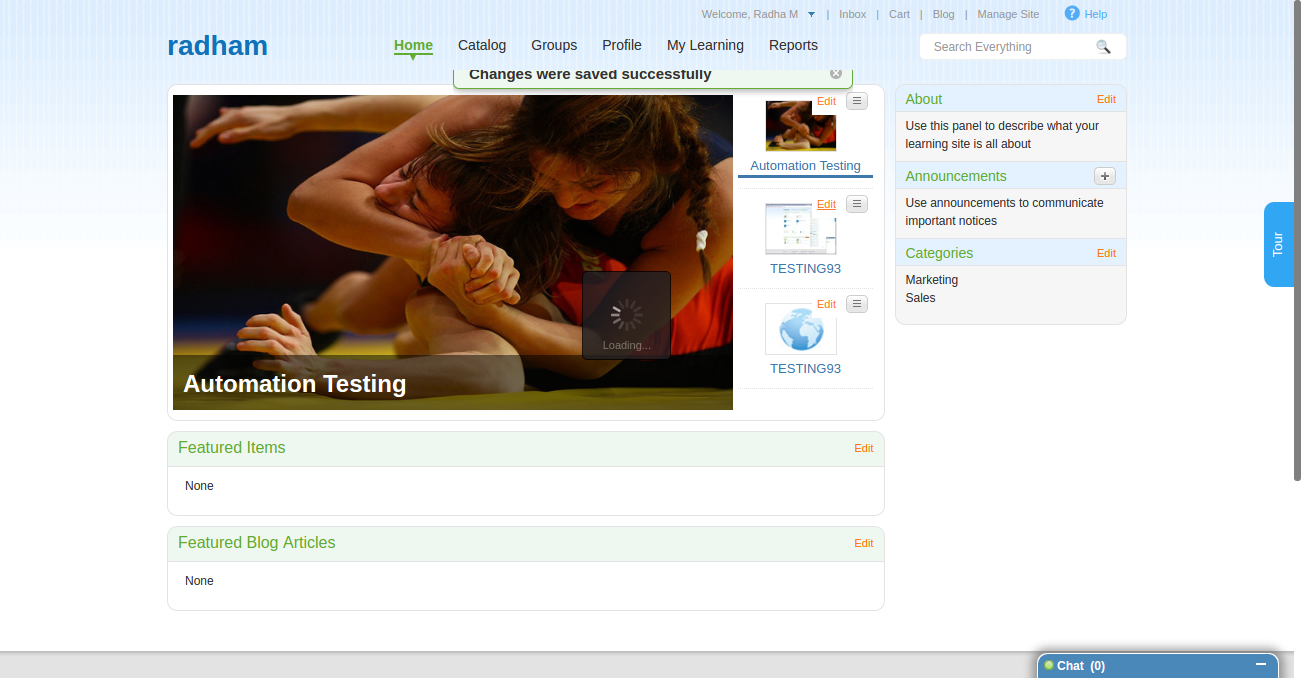 Welcome, Radha M | Inbox | Cart | Blog | Manage Site ? Help
radham
Home Catalog Groups Profile My Learning Reports
Search Everything
Changes were saved successfully
Edit
Automation Testing
Edit
TESTING93
Edit
TESTING93
Loading...
Automation Testing
About Edit
Use this panel to describe what your
learning site is all about
Announcements +
Use announcements to communicate
important notices
Categories Edit
Marketing
Sales
Tour
Featured Items Edit
None
Featured Blog Articles Edit
None
Chat (0)